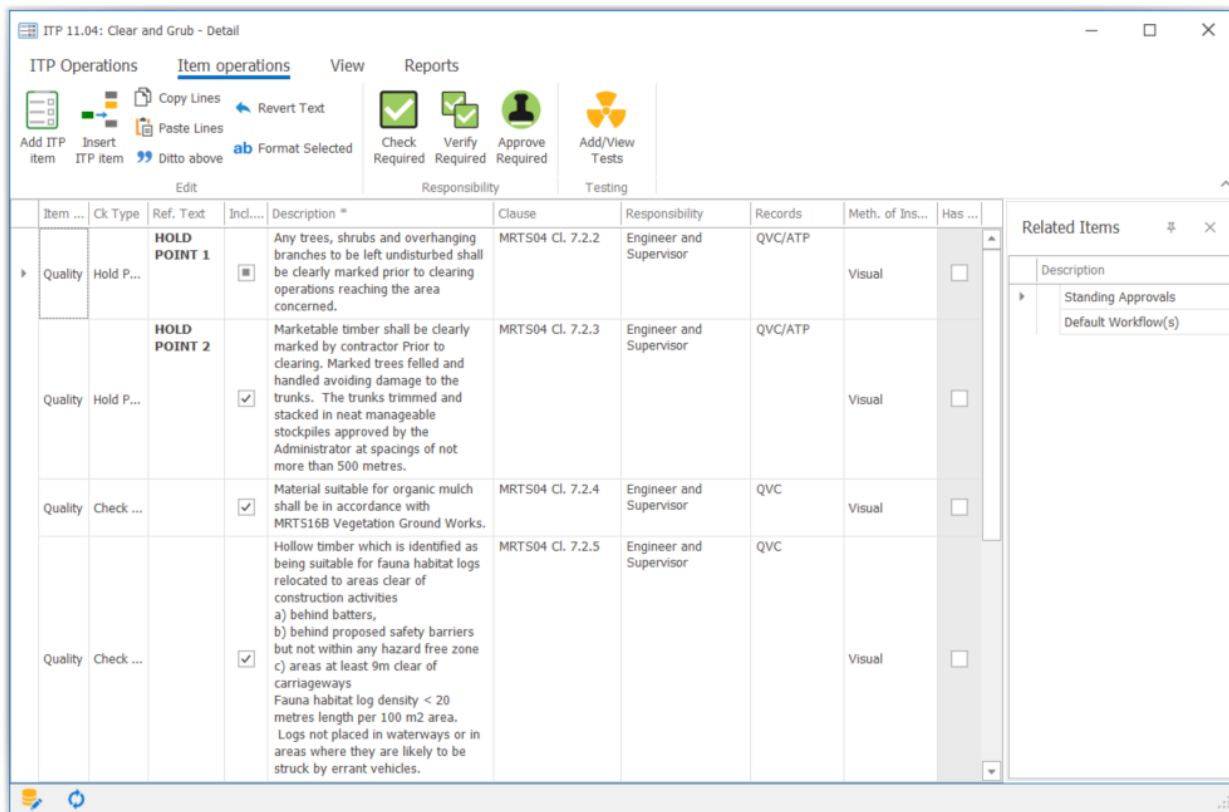 ITP 11.04: Clear and Grub - Detail
ITP Operations Item operations View Reports
Add ITP item
Insert ITP item
Copy Lines
Paste Lines
Ditto above
Revert Text
ab Format Selected
Edit
Check Required
Verify Required
Approve Required
Responsibility
Add/View Tests
Testing
Item ... Ck Type Ref. Text Incl.... Description * Clause Responsibility Records Meth. of Ins... Has ...
Quality Hold P...
HOLD
POINT 1
Any trees, shrubs and overhanging
branches to be left undisturbed shall
be clearly marked prior to clearing
operations reaching the area
concerned.
MRTS04 Cl. 7.2.2
Engineer and
Supervisor
QVC/ATP
Visual
Quality Hold P...
HOLD
POINT 2
Marketable timber shall be clearly
marked by contractor Prior to
clearing. Marked trees felled and
handled avoiding damage to the
trunks. The trunks trimmed and
stacked in neat manageable
stockpiles approved by the
Administrator at spacings of not
more than 500 metres.
MRTS04 Cl. 7.2.3
Engineer and
Supervisor
QVC/ATP
Visual
Quality Check ...
Material suitable for organic mulch
shall be in accordance with
MRTS16B Vegetation Ground Works.
MRTS04 Cl. 7.2.4
Engineer and
Supervisor
QVC
Visual
Quality Check ...
Hollow timber which is identified as
being suitable for fauna habitat logs
relocated to areas clear of
construction activities
a) behind batters,
b) behind proposed safety barriers
but not within any hazard free zone
c) areas at least 9m clear of
carriageways
Fauna habitat log density < 20
metres length per 100 m2 area.
Logs not placed in waterways or in
areas where they are likely to be
struck by errant vehicles.
MRTS04 Cl. 7.2.5
Engineer and
Supervisor
QVC
Visual
Related Items
Description
Standing Approvals
Default Workflow(s)